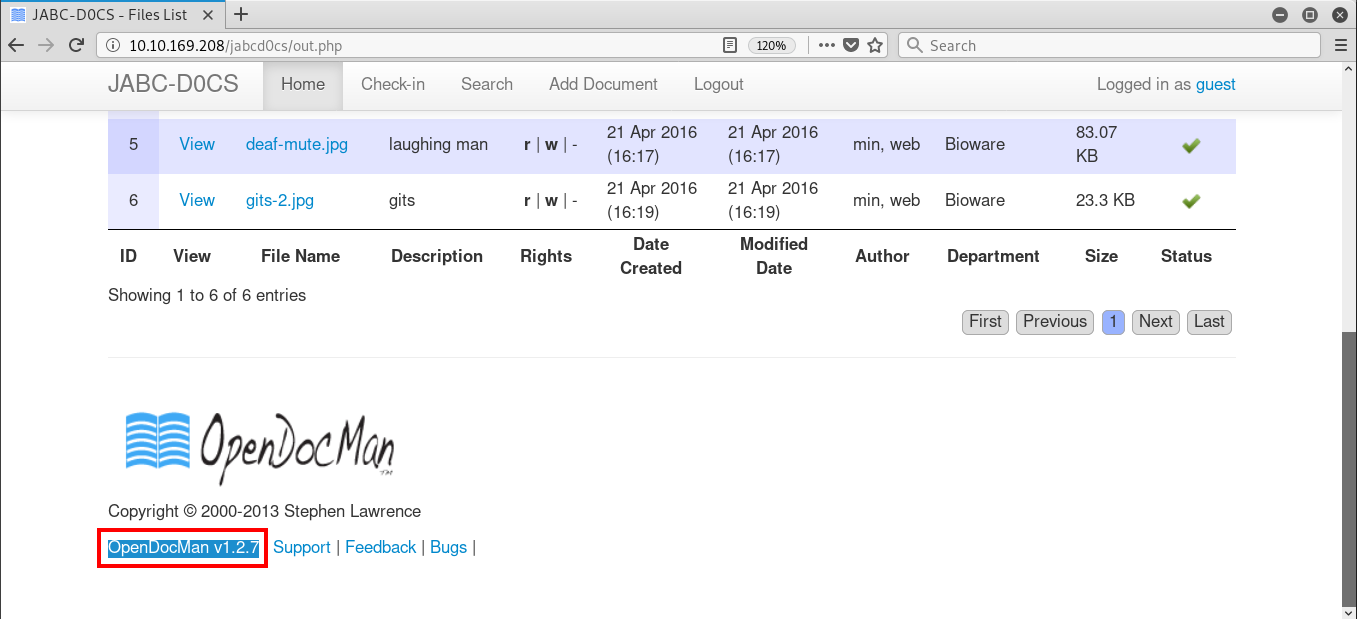 JABC-D0CS - Files List
10.10.169.208/jabcd0cs/out.php 120% Search
JABC-D0CS Home Check-in Search Add Document Logout Logged in as guest
5 View deaf-mute.jpg laughing man r | w | - 21 Apr 2016 (16:17) 21 Apr 2016 (16:17) min, web Bioware 83.07 KB
6 View gits-2.jpg gits r | w | - 21 Apr 2016 (16:19) 21 Apr 2016 (16:19) min, web Bioware 23.3 KB
ID View File Name Description Rights Date Created Modified Date Author Department Size Status
Showing 1 to 6 of 6 entries
First Previous 1 Next Last
OpenDocMan™
Copyright © 2000-2013 Stephen Lawrence
OpenDocMan v1.2.7 Support | Feedback | Bugs |